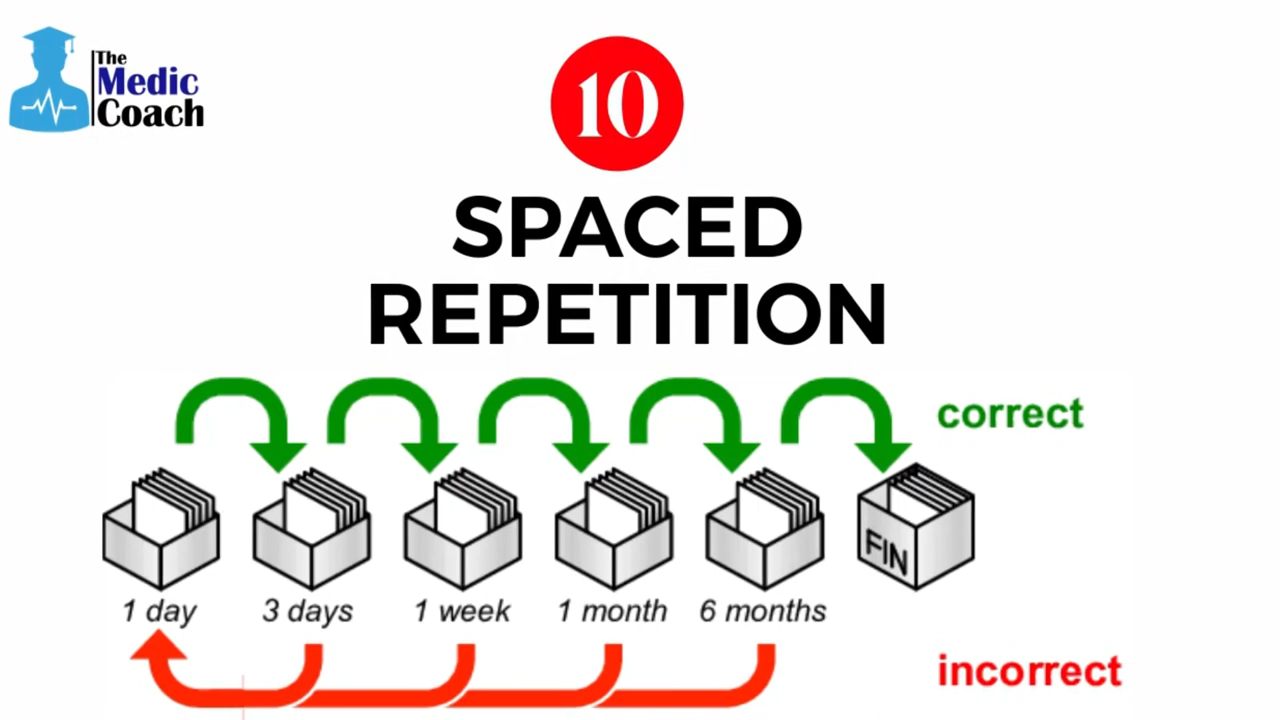 The
Medic
Coach
10
SPACED
REPETITION
correct
FIN
1 day
3 days
1 week
1 month
6 months
incorrect